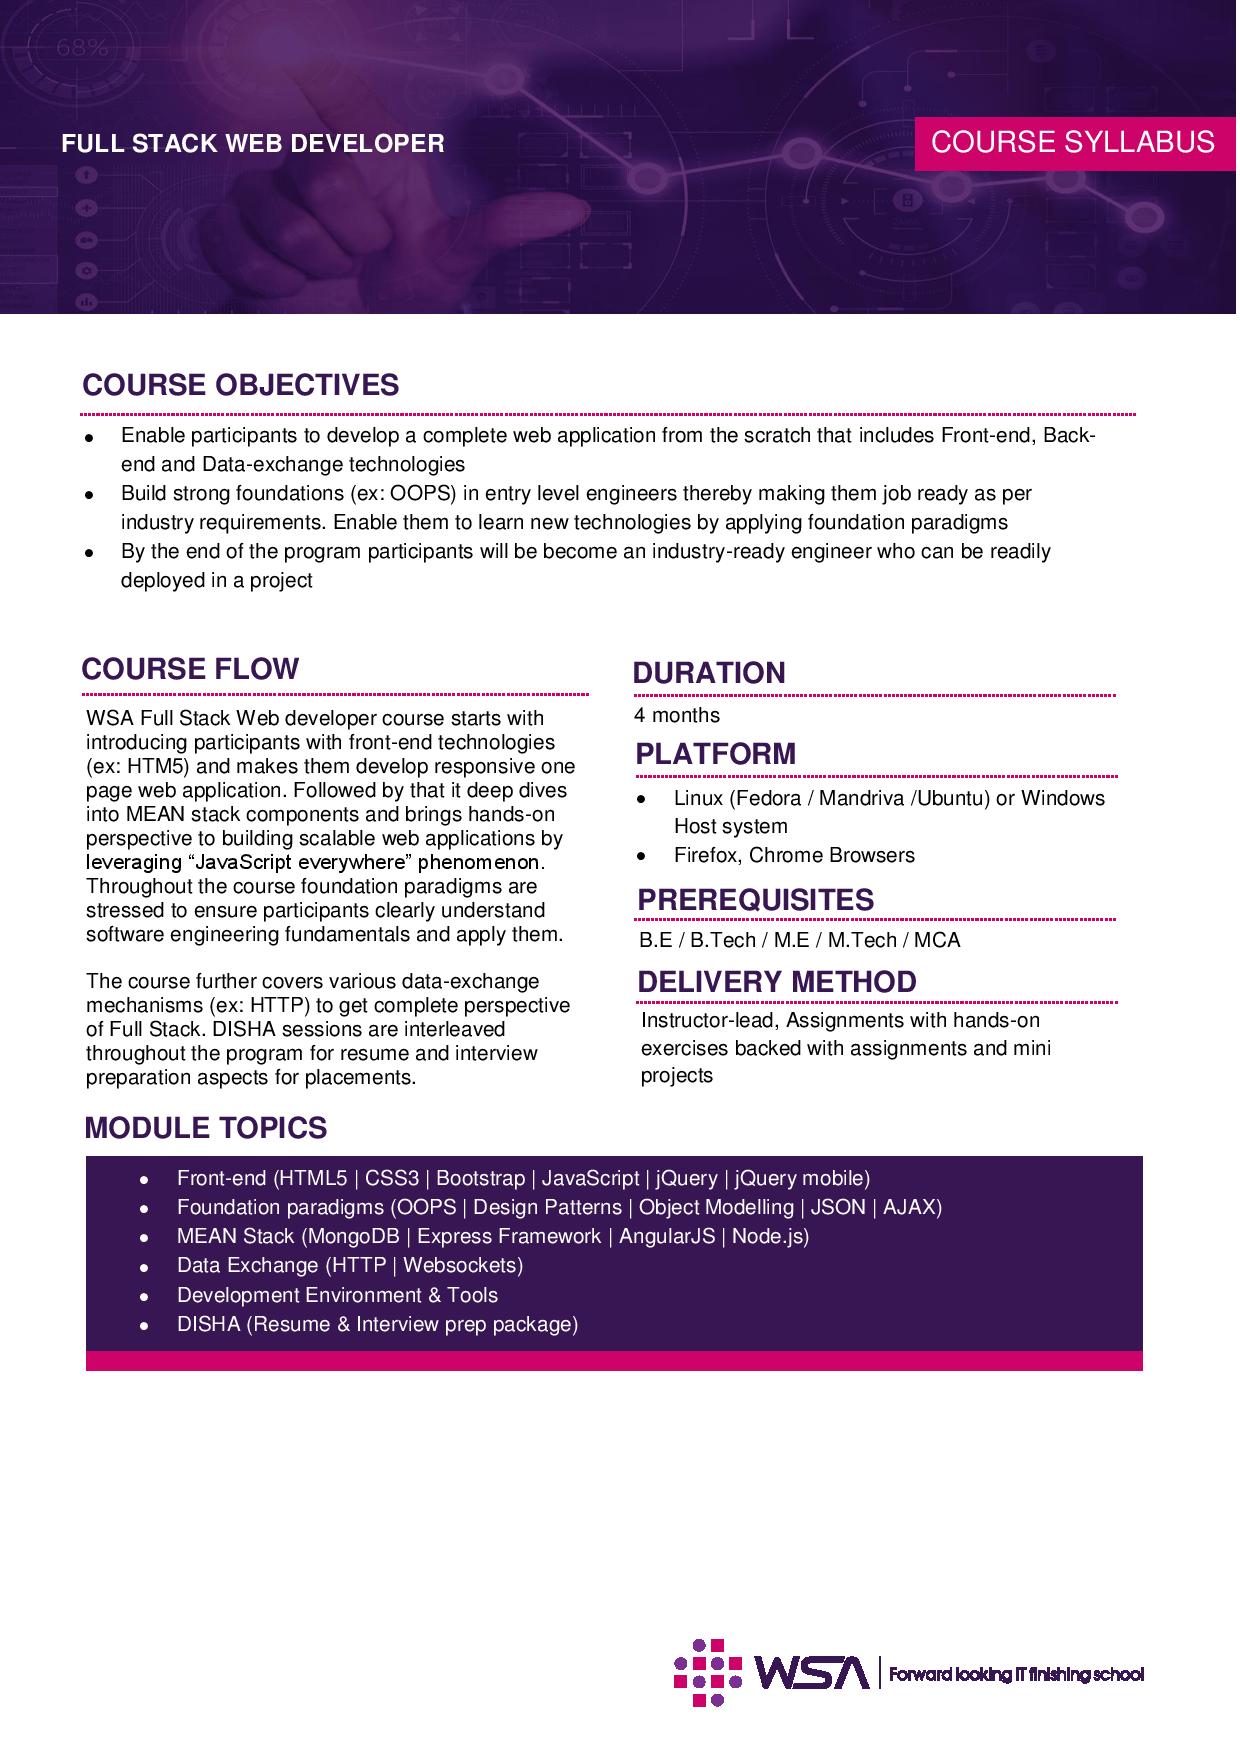 68%
FULL STACK WEB DEVELOPER
COURSE SYLLABUS
COURSE OBJECTIVES
● Enable participants to develop a complete web application from the scratch that includes Front-end, Back-
end and Data-exchange technologies
● Build strong foundations (ex: OOPS) in entry level engineers thereby making them job ready as per
industry requirements. Enable them to learn new technologies by applying foundation paradigms
● By the end of the program participants will be become an industry-ready engineer who can be readily
deployed in a project
COURSE FLOW
WSA Full Stack Web developer course starts with
introducing participants with front-end technologies
(ex: HTM5) and makes them develop responsive one
page web application. Followed by that it deep dives
into MEAN stack components and brings hands-on
perspective to building scalable web applications by
leveraging “JavaScript everywhere” phenomenon.
Throughout the course foundation paradigms are
stressed to ensure participants clearly understand
software engineering fundamentals and apply them.
The course further covers various data-exchange
mechanisms (ex: HTTP) to get complete perspective
of Full Stack. DISHA sessions are interleaved
throughout the program for resume and interview
preparation aspects for placements.
DURATION
4 months
PLATFORM
● Linux (Fedora / Mandriva /Ubuntu) or Windows
Host system
● Firefox, Chrome Browsers
PREREQUISITES
B.E / B.Tech / M.E / M.Tech / MCA
DELIVERY METHOD
Instructor-lead, Assignments with hands-on
exercises backed with assignments and mini
projects
MODULE TOPICS
● Front-end (HTML5 | CSS3 | Bootstrap | JavaScript | jQuery | jQuery mobile)
● Foundation paradigms (OOPS | Design Patterns | Object Modelling | JSON | AJAX)
● MEAN Stack (MongoDB | Express Framework | AngularJS | Node.js)
● Data Exchange (HTTP | Websockets)
● Development Environment & Tools
● DISHA (Resume & Interview prep package)
WSA | Forward looking IT finishing school